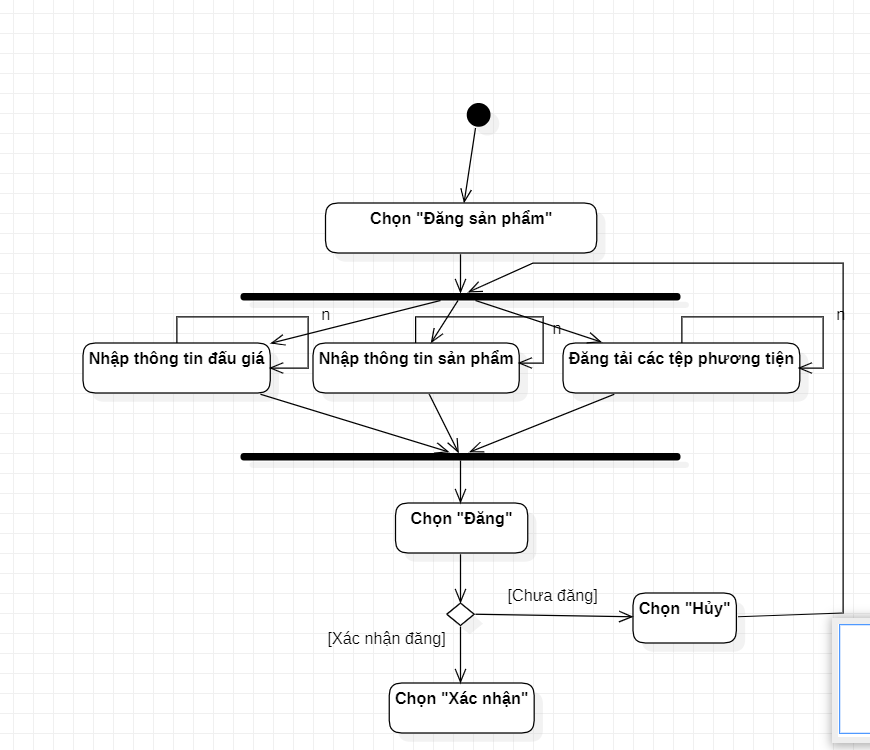 Chọn "Đăng sản phẩm"
n
n
n
Nhập thông tin đấu giá
Nhập thông tin sản phẩm
Đăng tải các tệp phương tiện
Chọn "Đăng"
[Chưa đăng]
Chọn "Hủy"
[Xác nhận đăng]
Chọn "Xác nhận"